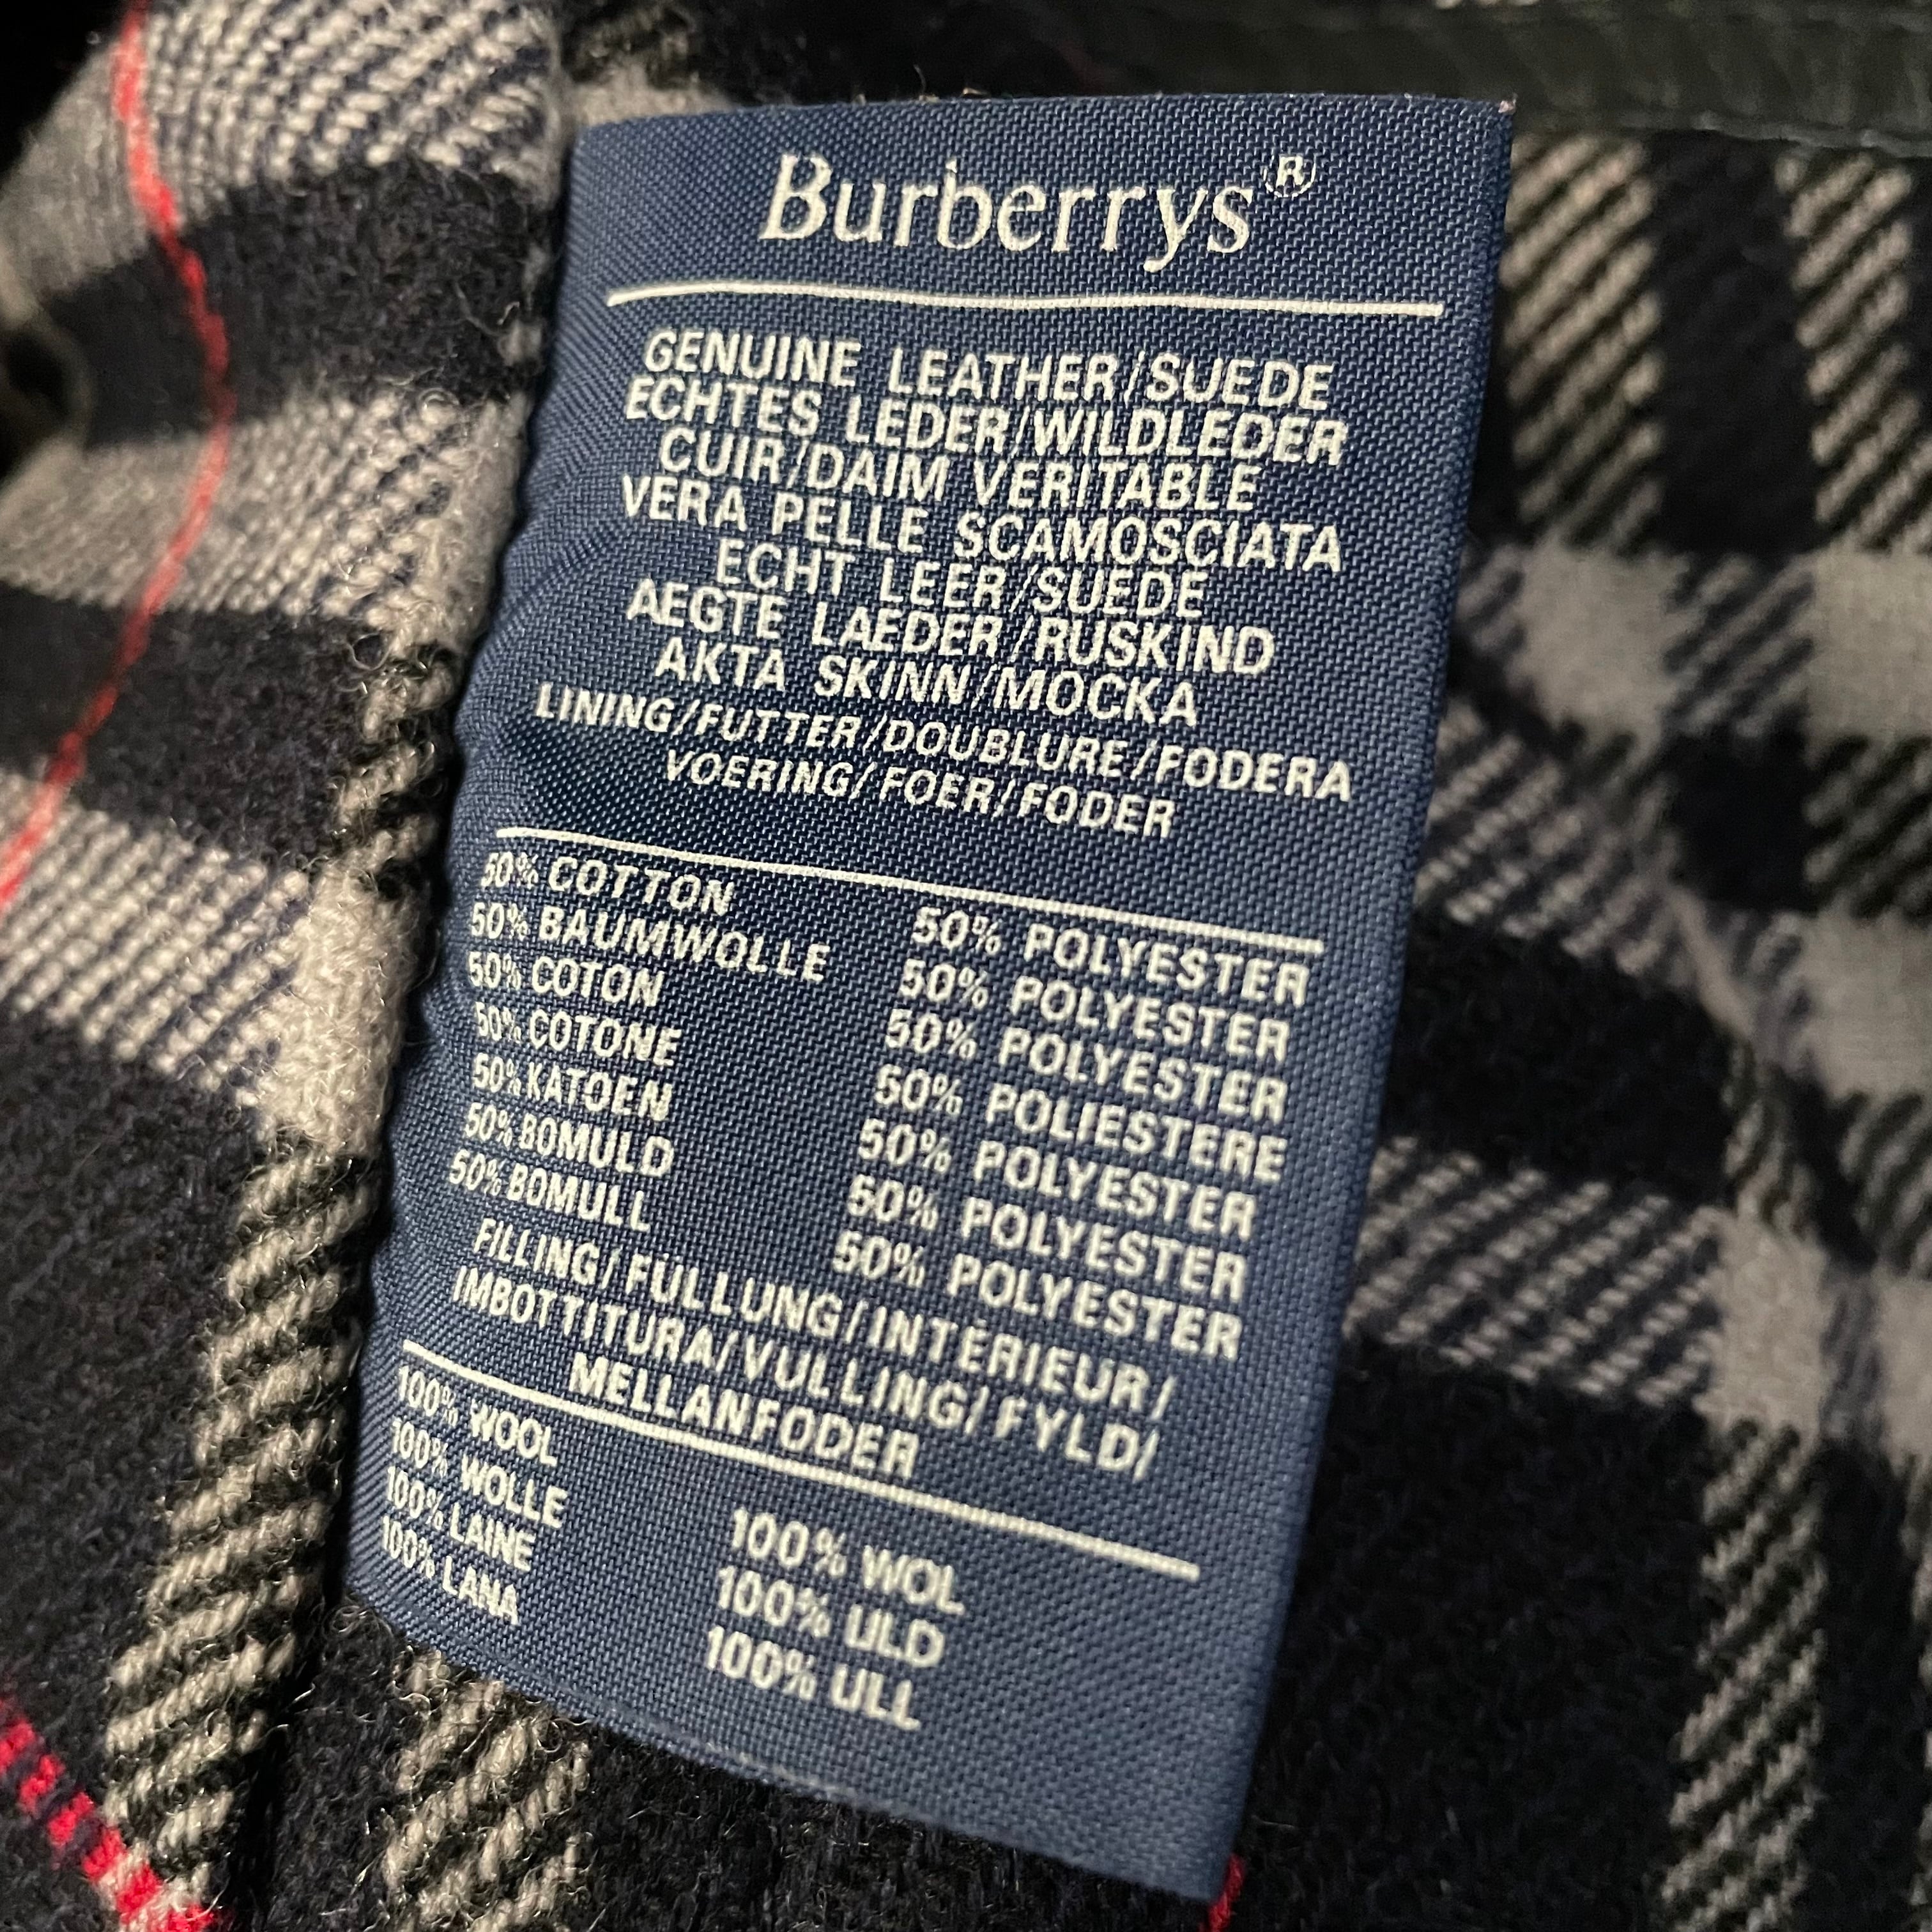 Burberrys®
GENUINE LEATHER/SUEDE
ECHTES LEDER/WILDLEDER
CUIR/DAIM VERITABLE
VERA PELLE SCAMOSCIATA
ECHT LEER/SUEDE
AEGTE LAEDER/RUSKIND
AKTA SKINN/MOCKA
LINING/FUTTER/DOUBLURE/FODERA
VOERING/FOER/FODER
50% COTTON 50% POLYESTER
50% BAUMWOLLE 50% POLYESTER
50% COTON 50% POLYESTER
50% COTONE 50% POLIESTERE
50% KATOEN 50% POLYESTER
50% BOMULD 50% POLYESTER
50% BOMULL 50% POLYESTER
FILLING/FULLUNG/INTERIEUR/
IMBOTTITURA/VULLING/FYLD/
MELLANFODER
100% WOOL
100% WOLLE
100% LAINE
100% LANA
100% WOL
100% ULD
100% ULL